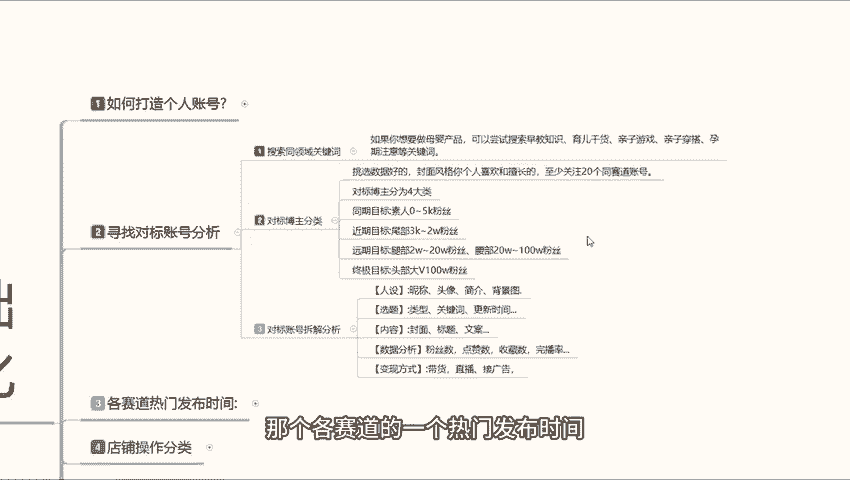 1 如何打造个人账号?
2 寻找对标账号分析
1 搜索同领域关键词
如果你想要做母婴产品，可以尝试搜索早教知识、育儿干货、亲子游戏、亲子穿搭、孕
期注意等关键词。
2 对标博主分类
挑选数据好的，封面风格你个人喜欢和擅长的，至少关注20个同赛道账号。
对标博主分为4大类
同期目标:素人0~5k粉丝
近期目标:尾部3k~2w粉丝
远期目标:腿部2w~20w粉丝、腰部20w~100w粉丝
终极目标:头部大V100w粉丝
3 对标账号拆解分析
【人设】:昵称、头像、简介、背景图.
【选题】:类型、关键词、更新时间...
【内容】:封面、标题、文案...
【数据分析】粉丝数，点赞数，收藏数，完播率...
【变现方式】:带货，直播、接广告，
3 各赛道热门发布时间:
4 店铺操作分类
那个各赛道的一个热门发布时间